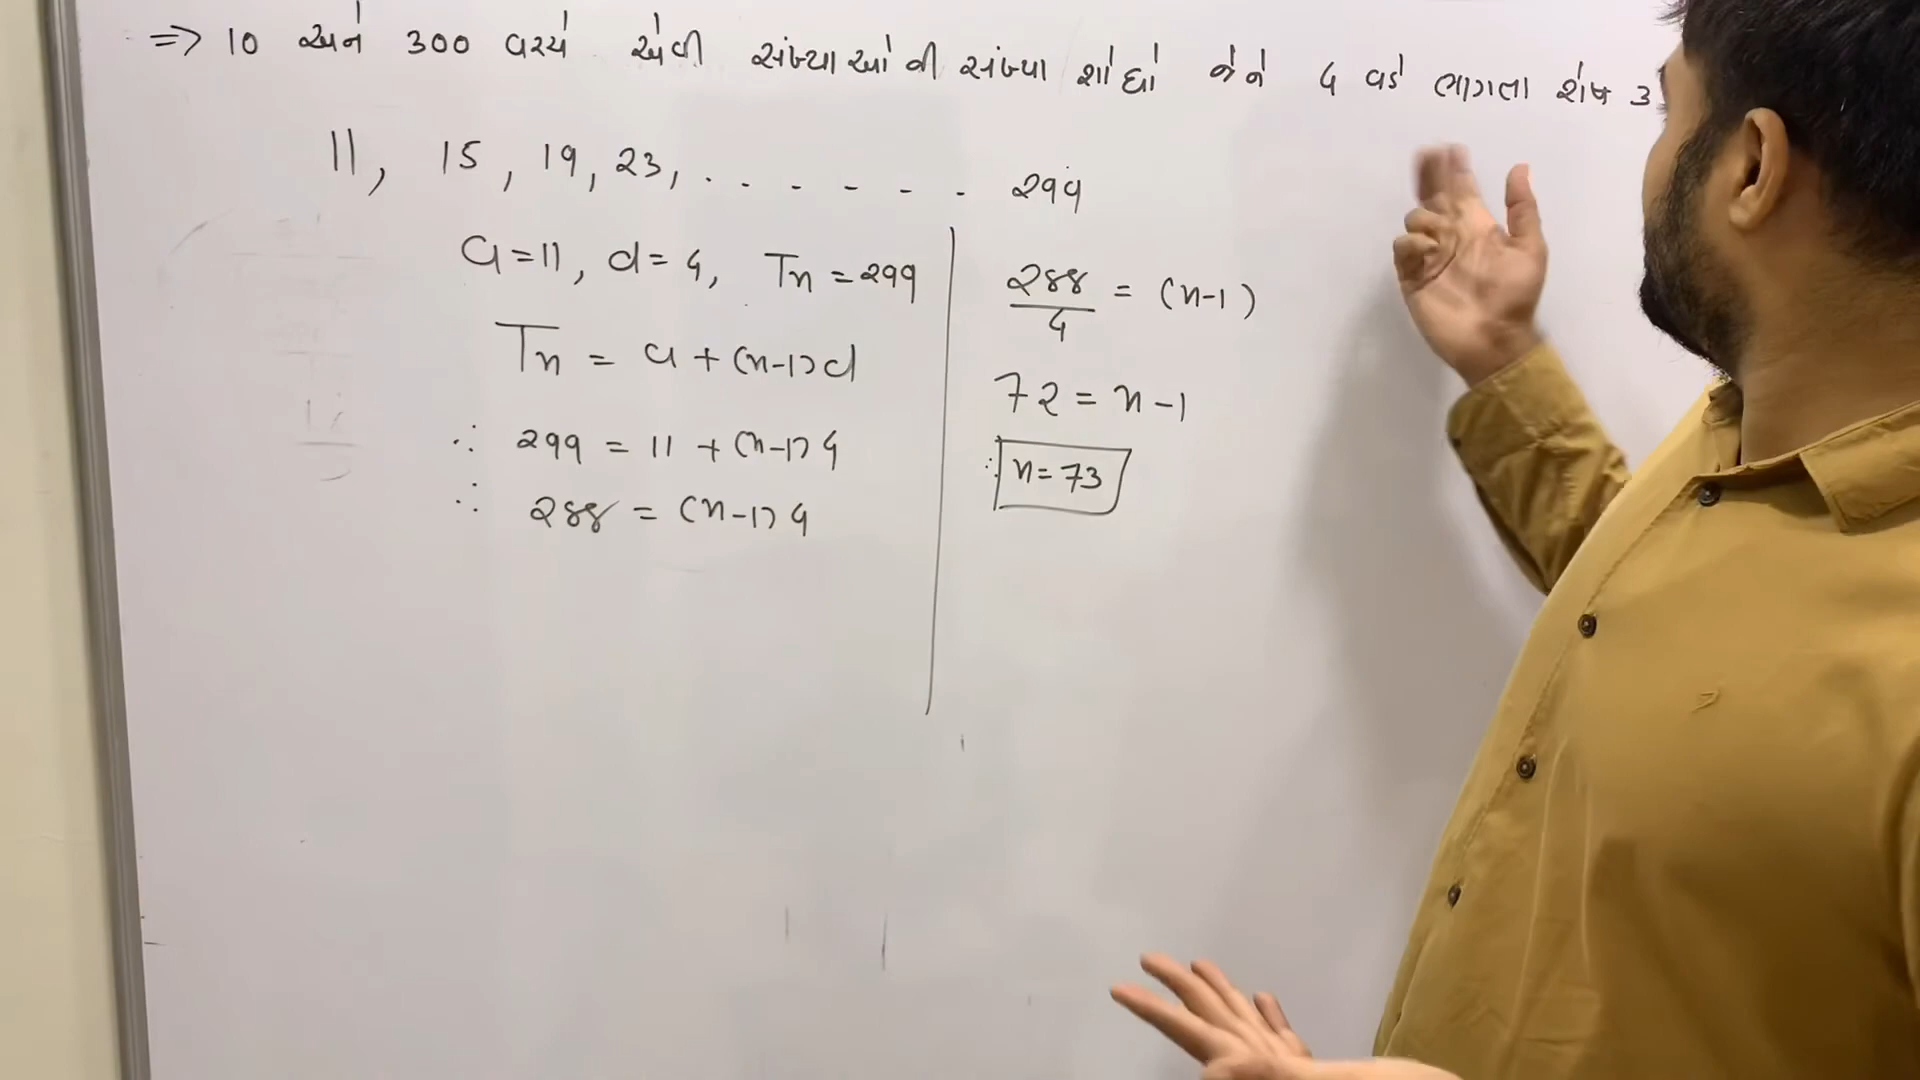 ⇒ 10 અને 300 વચ્ચે એવી સંખ્યાઓની સંખ્યા શોધો જેને 4 વડે ભાગતા શેષ 3
11, 15, 19, 23, . . . . . . 299
a = 11, d = 4, Tn = 299
Tn = a + (n-1)d
∴ 299 = 11 + (n-1)4
∴ 288 = (n-1)4
288/4 = (n-1)
72 = n-1
∴ n = 73